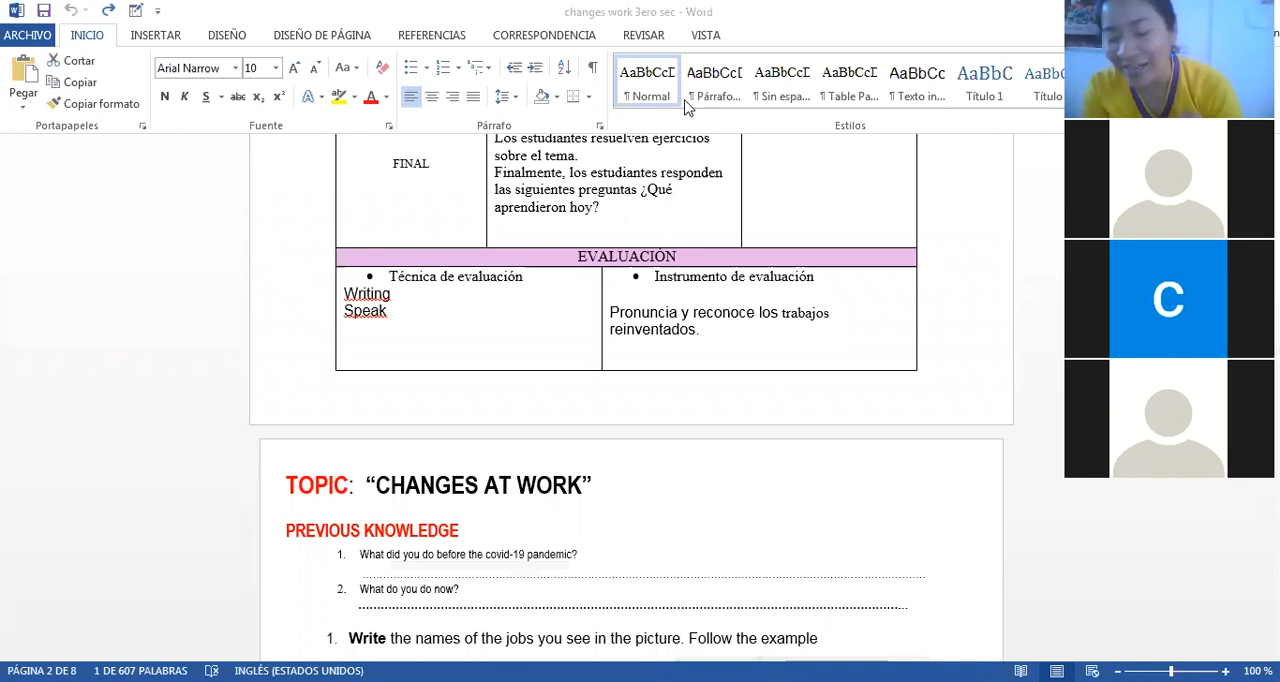 changes work 3ero sec - Word
ARCHIVO INICIO INSERTAR DISEÑO DISEÑO DE PÁGINA REFERENCIAS CORRESPONDENCIA REVISAR VISTA
Pegar
Cortar
Copiar
Copiar formato
Portapapeles
Arial Narrow 10
Aa
N K S abc x₂ x²
A A
Fuente
Párrafo
AaBbCcI AaBbCcI AaBbCcI AaBbCcI AaBbCc AaBbC AaBb(
¶ Normal ¶ Párrafo... ¶ Sin espa... ¶ Table Pa... ¶ Texto in... Título 1 Título
Estilos
FINAL
Los estudiantes resuelven ejercicios
sobre el tema.
Finalmente, los estudiantes responden
las siguientes preguntas ¿Qué
aprendieron hoy?
EVALUACIÓN
• Técnica de evaluación
Writing
Speak
• Instrumento de evaluación
Pronuncia y reconoce los trabajos
reinventados.
TOPIC: “CHANGES AT WORK”
PREVIOUS KNOWLEDGE
1. What did you do before the covid-19 pandemic?
2. What do you do now?
1. Write the names of the jobs you see in the picture. Follow the example
PÁGINA 2 DE 8 1 DE 607 PALABRAS INGLÉS (ESTADOS UNIDOS) 100 %
C